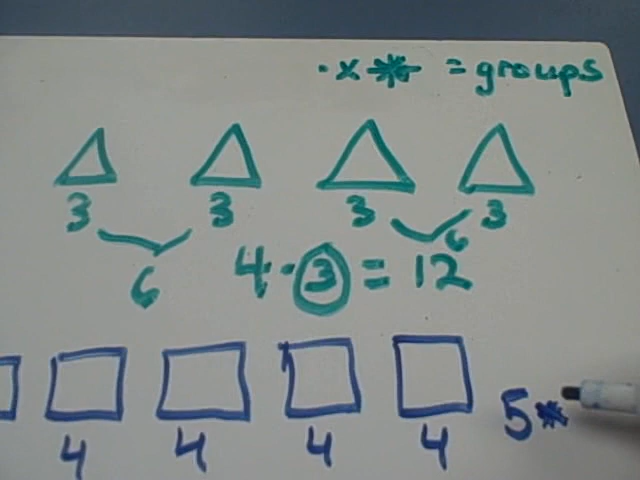 · x * = groups
3 3 3 3
6 6
4 · 3 = 12
4 4 4 4 5*